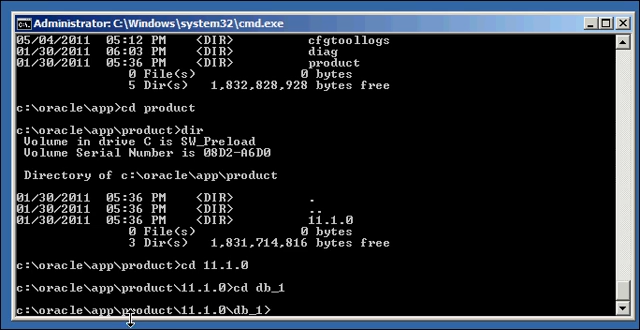 Administrator: C:\Windows\system32\cmd.exe
05/04/2011  05:12 PM    <DIR>          cfgtoollogs
01/30/2011  06:03 PM    <DIR>          diag
01/30/2011  05:36 PM    <DIR>          product
               0 File(s)              0 bytes
               5 Dir(s)   1,832,828,928 bytes free
c:\oracle\app>cd product
c:\oracle\app\product>dir
 Volume in drive C is SW_Preload
 Volume Serial Number is 08D2-A6D0
 Directory of c:\oracle\app\product
01/30/2011  05:36 PM    <DIR>          .
01/30/2011  05:36 PM    <DIR>          ..
01/30/2011  05:36 PM    <DIR>          11.1.0
               0 File(s)              0 bytes
               3 Dir(s)   1,831,714,816 bytes free
c:\oracle\app\product>cd 11.1.0
c:\oracle\app\product\11.1.0>cd db_1
c:\oracle\app\product\11.1.0\db_1>